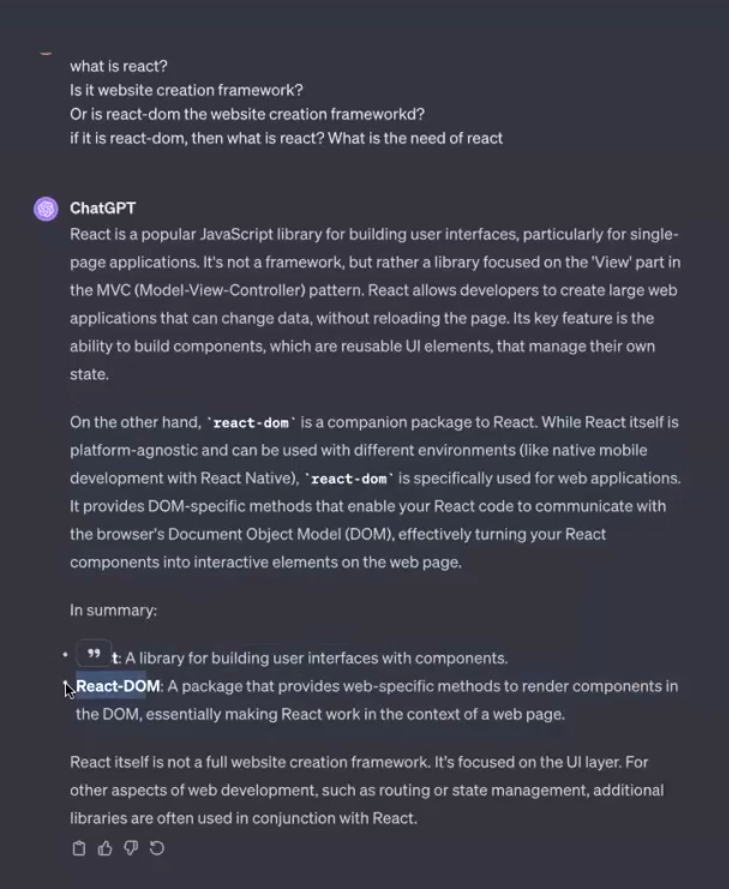 what is react?
Is it website creation framework?
Or is react-dom the website creation frameworkd?
if it is react-dom, then what is react? What is the need of react
ChatGPT
React is a popular JavaScript library for building user interfaces, particularly for single-
page applications. It's not a framework, but rather a library focused on the 'View' part in
the MVC (Model-View-Controller) pattern. React allows developers to create large web
applications that can change data, without reloading the page. Its key feature is the
ability to build components, which are reusable UI elements, that manage their own
state.
On the other hand, `react-dom` is a companion package to React. While React itself is
platform-agnostic and can be used with different environments (like native mobile
development with React Native), `react-dom` is specifically used for web applications.
It provides DOM-specific methods that enable your React code to communicate with
the browser's Document Object Model (DOM), effectively turning your React
components into interactive elements on the web page.
In summary:
• t: A library for building user interfaces with components.
• React-DOM: A package that provides web-specific methods to render components in
the DOM, essentially making React work in the context of a web page.
React itself is not a full website creation framework. It's focused on the UI layer. For
other aspects of web development, such as routing or state management, additional
libraries are often used in conjunction with React.